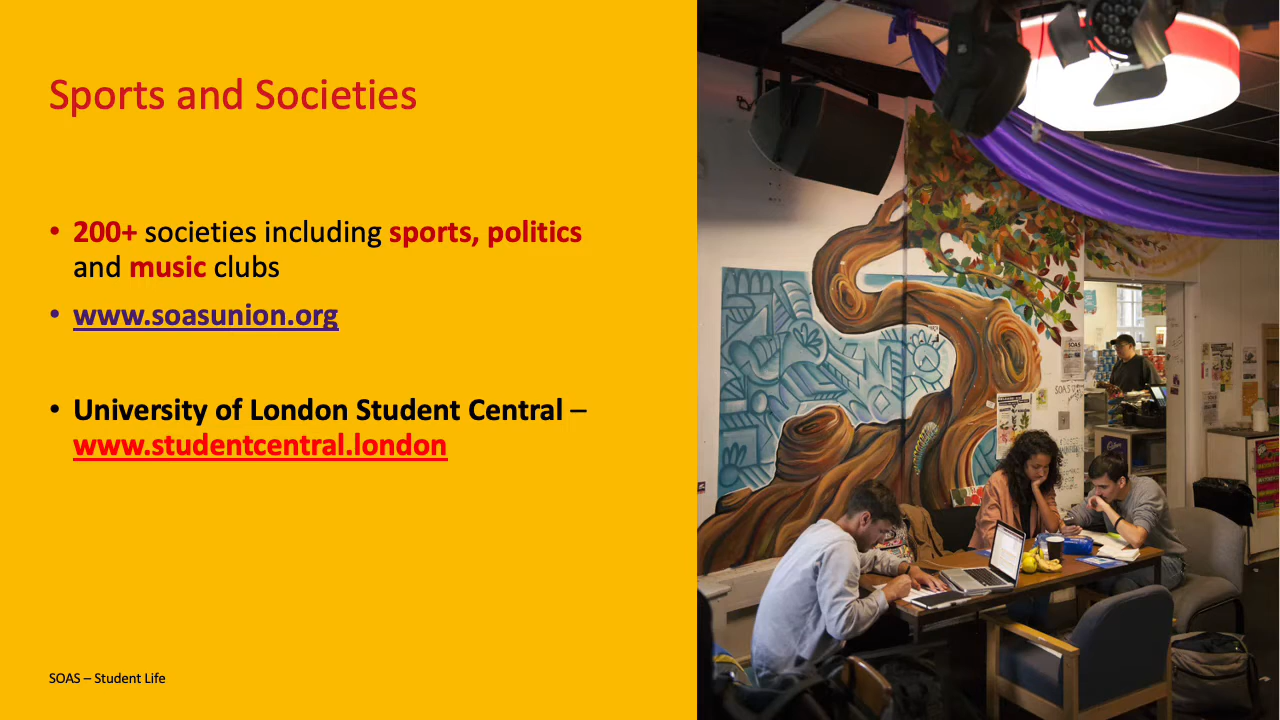 Sports and Societies
• 200+ societies including sports, politics
and music clubs
• www.soasunion.org
• University of London Student Central –
www.studentcentral.london
SOAS – Student Life